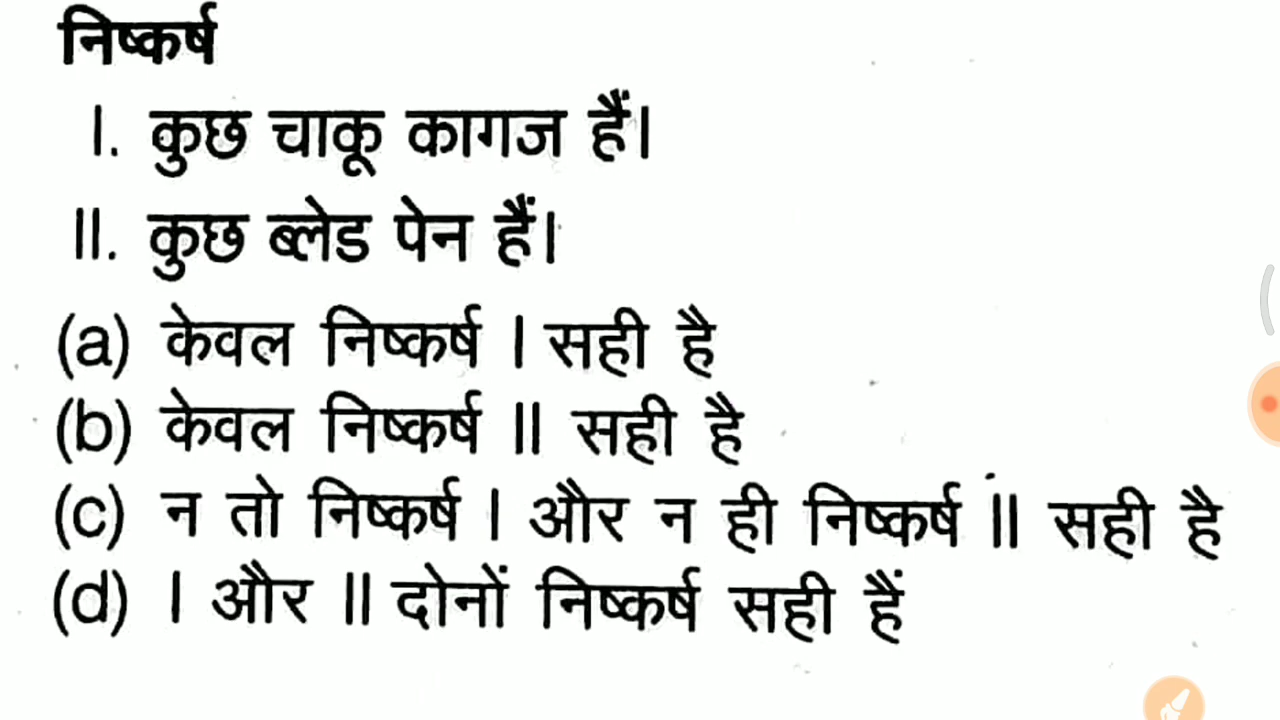 निष्कर्ष
I. कुछ चाकू कागज हैं।
II. कुछ ब्लेड पेन हैं।
(a) केवल निष्कर्ष I सही है
(b) केवल निष्कर्ष II सही है
(c) न तो निष्कर्ष I और न ही निष्कर्ष II सही है
(d) I और II दोनों निष्कर्ष सही हैं